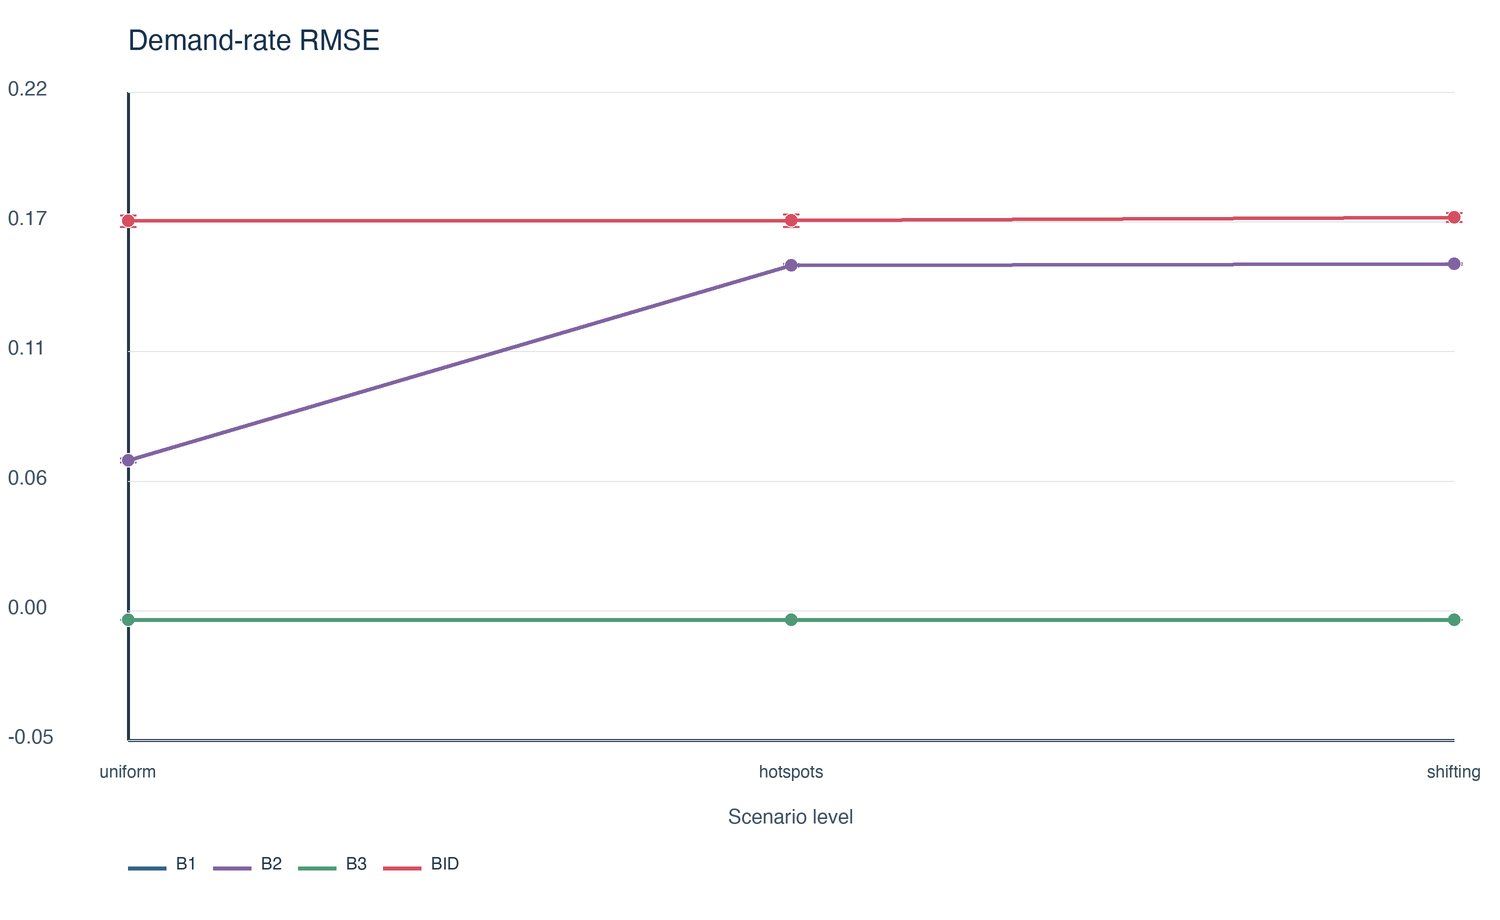 Demand-rate RMSE
0.22
0.17
0.11
0.06
0.00
-0.05
uniform hotspots shifting
Scenario level
B1 B2 B3 BID